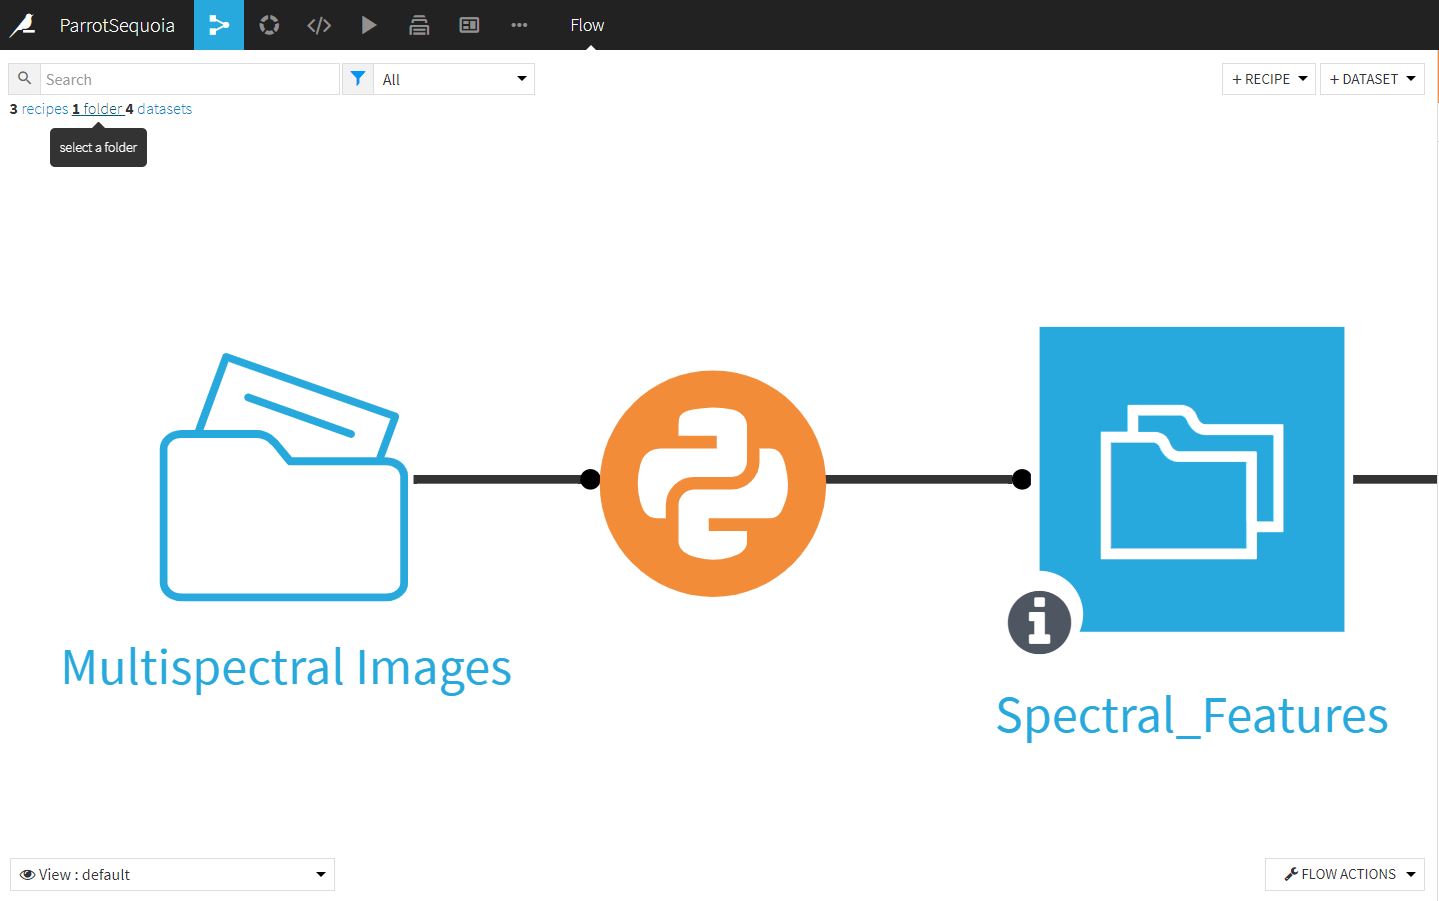 ParrotSequoia Flow
Search All + RECIPE + DATASET
3 recipes 1 folder 4 datasets
select a folder
Multispectral Images
Spectral_Features
View : default FLOW ACTIONS